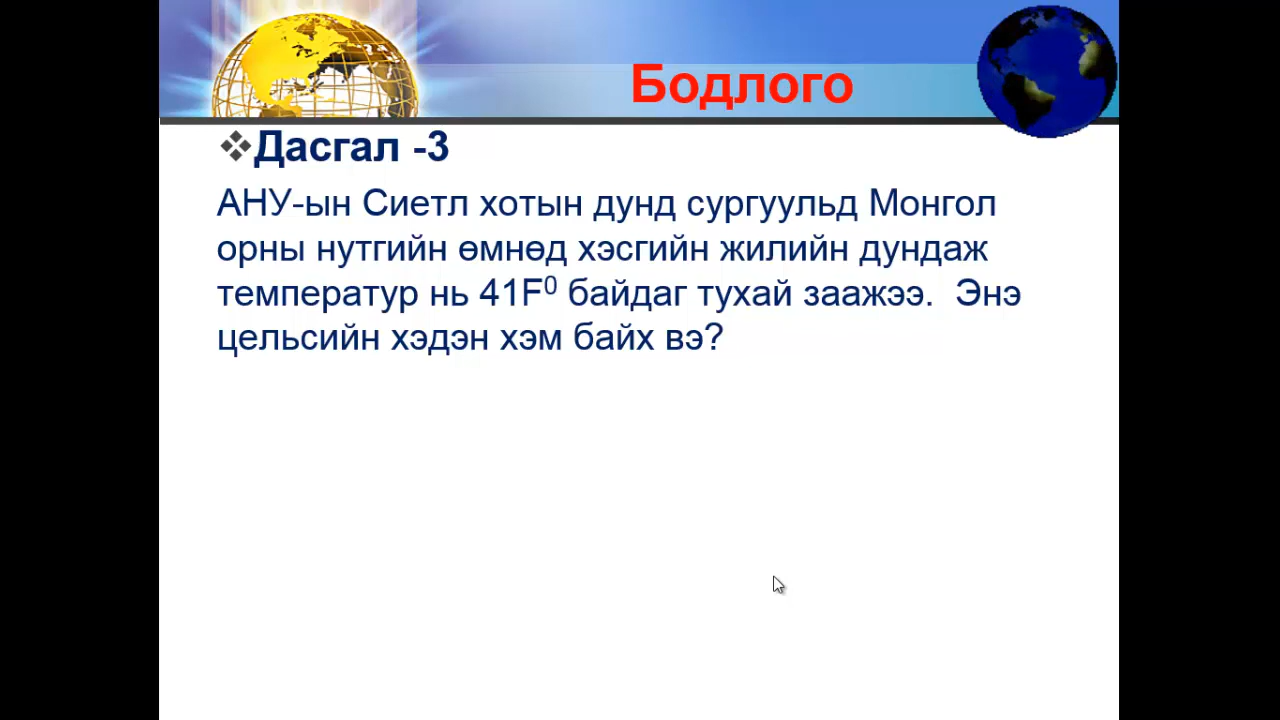 Бодлого
❖Дасгал -3
АНУ-ын Сиетл хотын дунд сургуульд Монгол
орны нутгийн өмнөд хэсгийн жилийн дундаж
температур нь 41F⁰ байдаг тухай заажээ. Энэ
цельсийн хэдэн хэм байх вэ?